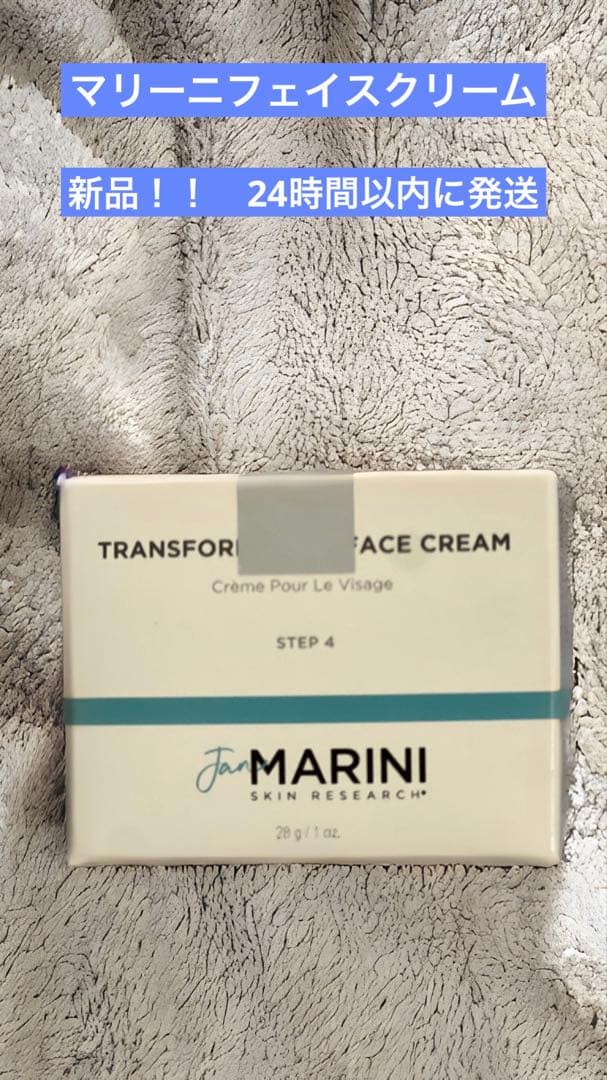 マリーニフェイスクリーム
新品！！　24時間以内に発送
TRANSFOR FACE CREAM
Crème Pour Le Visage
STEP 4
Jan MARINI
SKIN RESEARCH®
28 g / 1 oz.